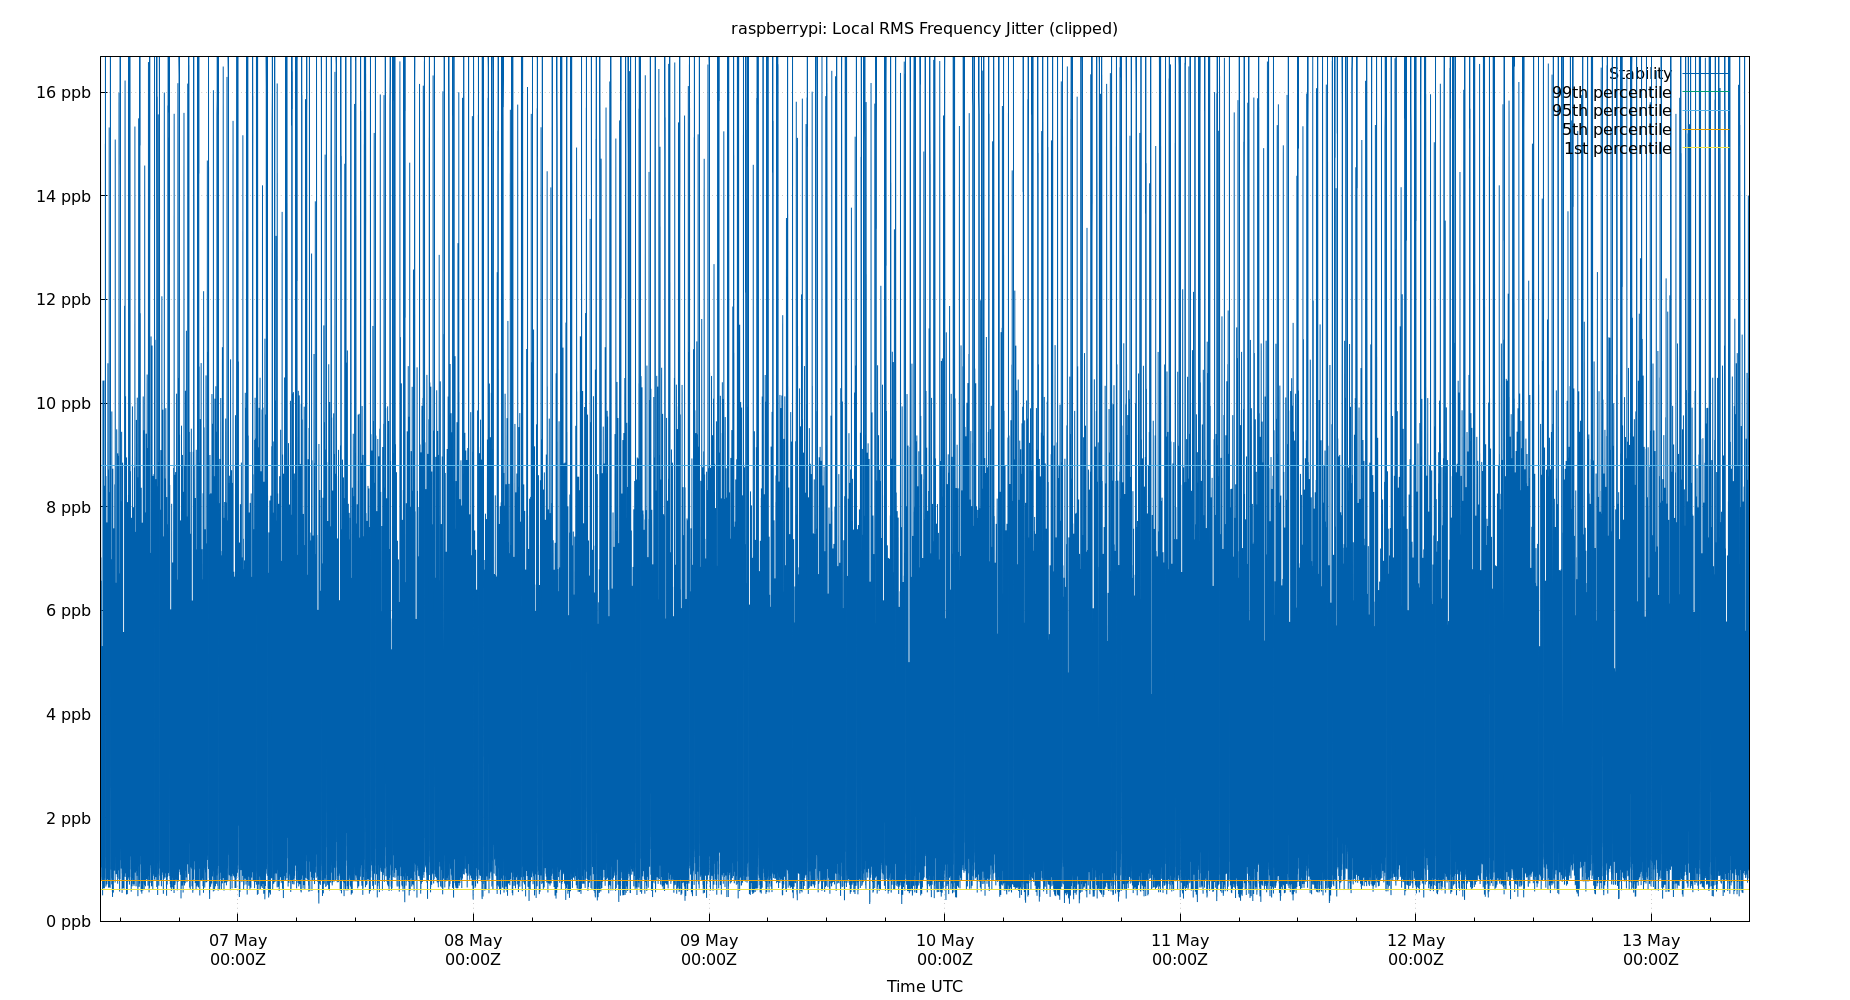 raspberrypi: Local RMS Frequency Jitter (clipped)
16 ppb
14 ppb
12 ppb
10 ppb
8 ppb
6 ppb
4 ppb
2 ppb
0 ppb
Stability
99th percentile
95th percentile
5th percentile
1st percentile
07 May
00:00Z
08 May
00:00Z
09 May
00:00Z
10 May
00:00Z
11 May
00:00Z
12 May
00:00Z
13 May
00:00Z
Time UTC